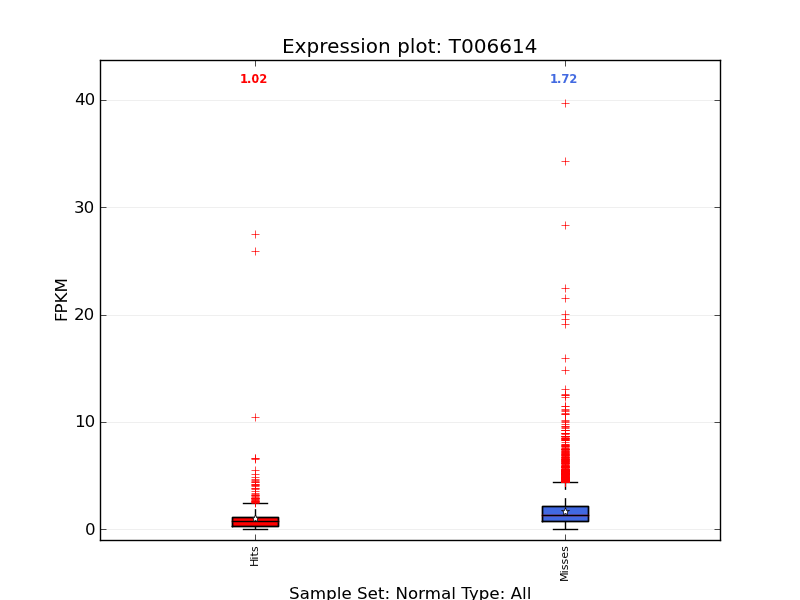 Expression plot: T006614
1.02 1.72
40
30
20
10
0
FPKM
Hits Misses
Sample Set: Normal Type: All